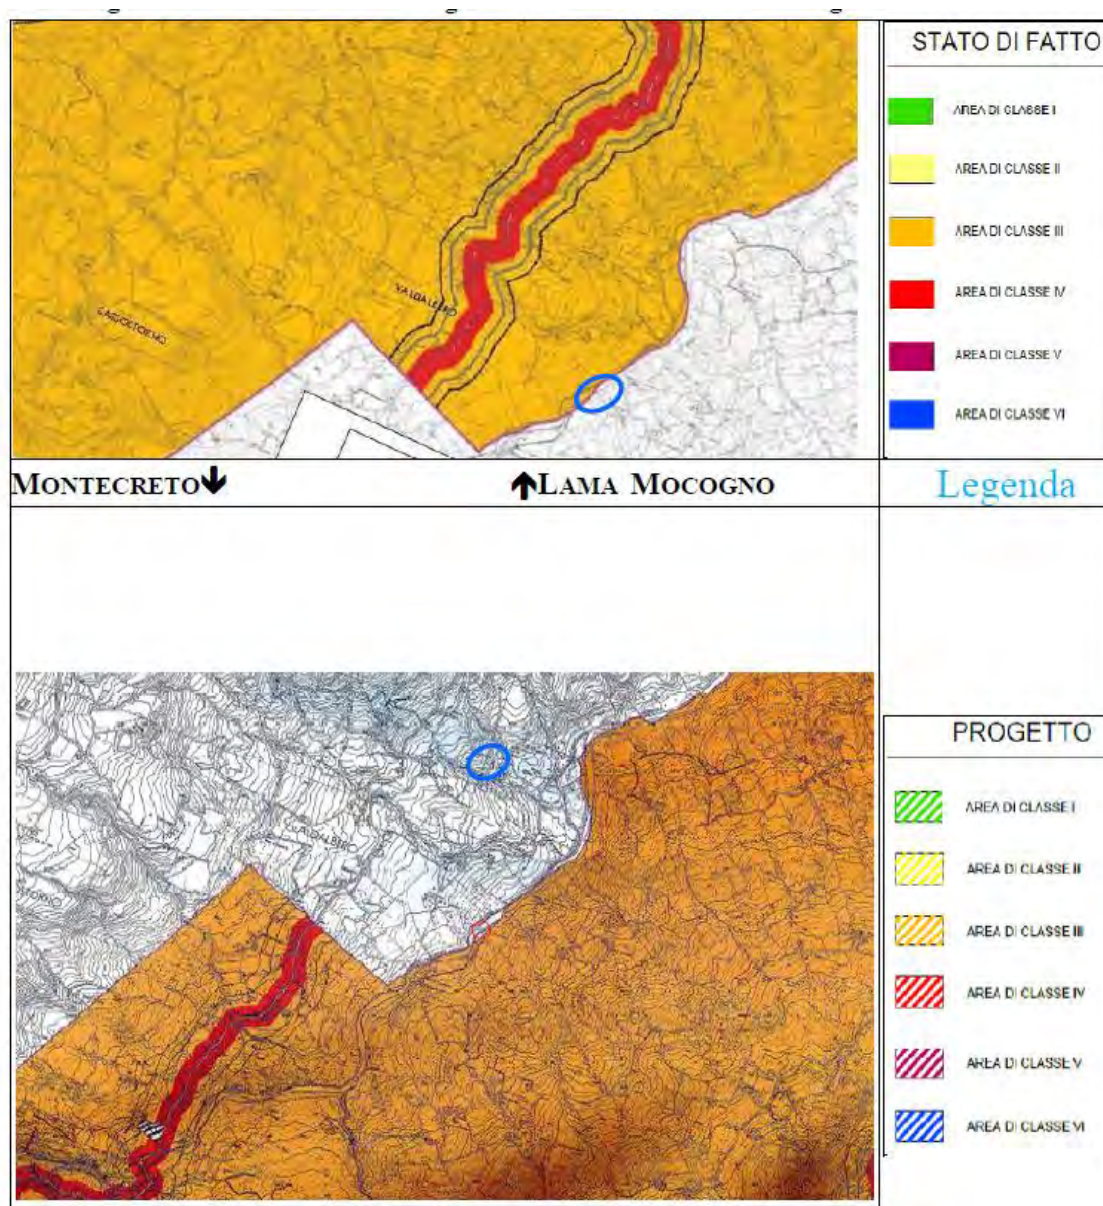 STATO DI FATTO
AREA DI CLASSE I
AREA DI CLASSE II
AREA DI CLASSE III
AREA DI CLASSE IV
AREA DI CLASSE V
AREA DI CLASSE VI
VALDALBERO
SASSOSTORNO
MONTECRETO↓ ↑LAMA MOCOGNO
Legenda
PROGETTO
AREA DI CLASSE I
AREA DI CLASSE II
AREA DI CLASSE III
AREA DI CLASSE IV
AREA DI CLASSE V
AREA DI CLASSE VI
VALDALBERO